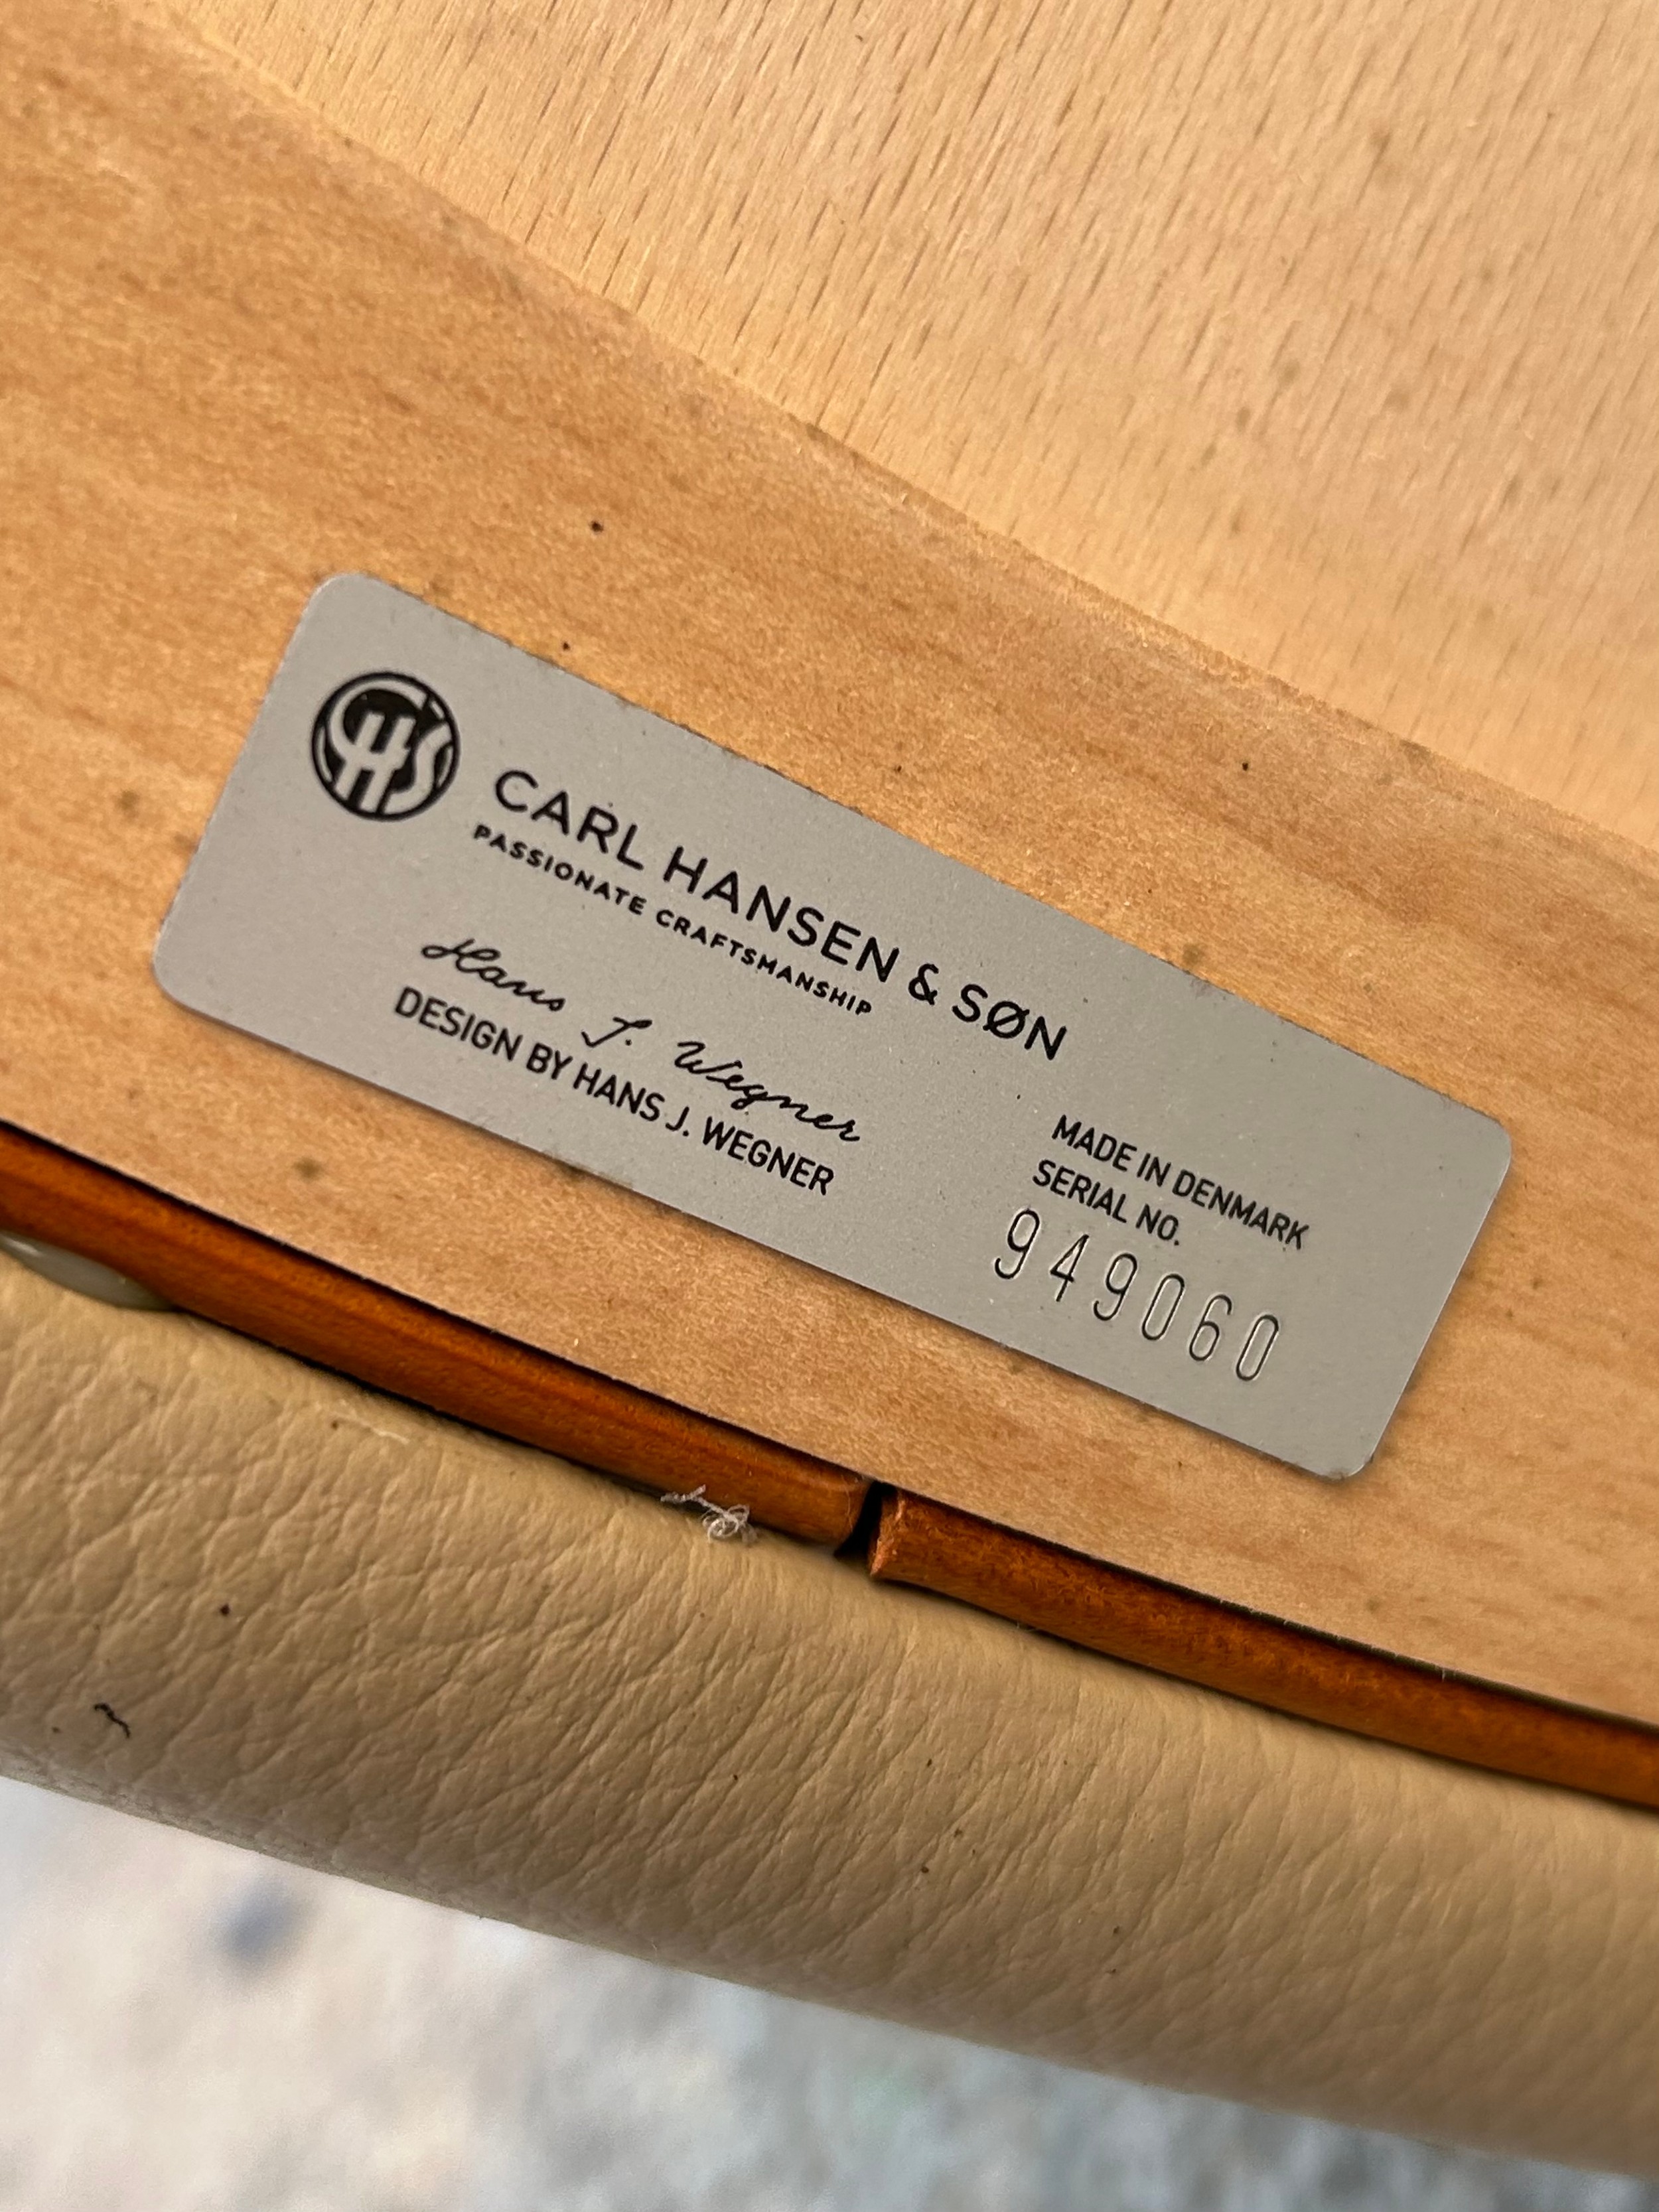 CHS
CARL HANSEN & SØN
PASSIONATE CRAFTSMANSHIP
Hans J. Wegner
DESIGN BY HANS J. WEGNER
MADE IN DENMARK
SERIAL NO.
949060